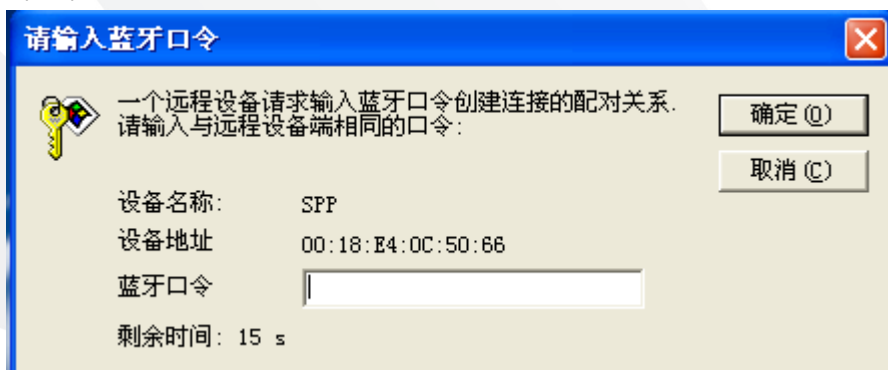 请输入蓝牙口令
一个远程设备请求输入蓝牙口令创建连接的配对关系.
请输入与远程设备端相同的口令:
确定(O)
取消(C)
设备名称: SPP
设备地址 00:18:E4:0C:50:66
蓝牙口令
剩余时间: 15 s